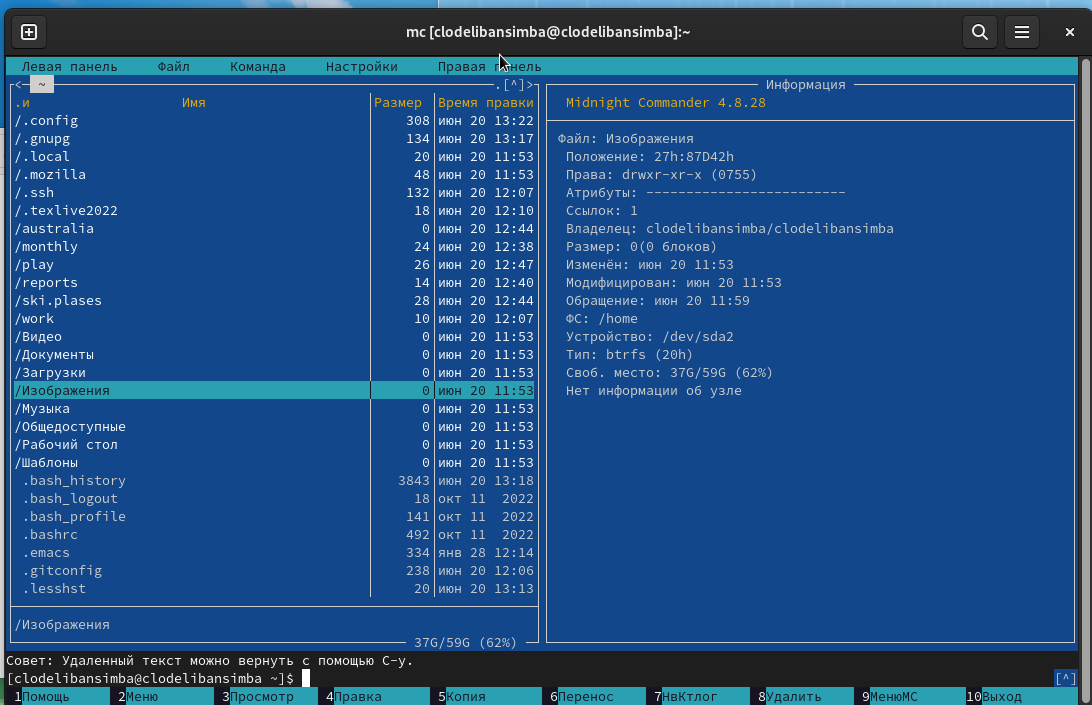 mc [clodelibansimba@clodelibansimba]:~
Левая панель Файл Команда Настройки Правая панель
<─ ~ .[^]>
.и Имя Размер Время правки
/.config 308 июн 20 13:22
/.gnupg 134 июн 20 13:17
/.local 20 июн 20 11:53
/.mozilla 48 июн 20 11:53
/.ssh 132 июн 20 12:07
/.texlive2022 18 июн 20 12:10
/australia 0 июн 20 12:44
/monthly 24 июн 20 12:38
/play 26 июн 20 12:47
/reports 14 июн 20 12:40
/ski.plases 28 июн 20 12:44
/work 10 июн 20 12:07
/Видео 0 июн 20 11:53
/Документы 0 июн 20 11:53
/Загрузки 0 июн 20 11:53
/Изображения 0 июн 20 11:53
/Музыка 0 июн 20 11:53
/Общедоступные 0 июн 20 11:53
/Рабочий стол 0 июн 20 11:53
/Шаблоны 0 июн 20 11:53
.bash_history 3843 июн 20 13:18
.bash_logout 18 окт 11 2022
.bash_profile 141 окт 11 2022
.bashrc 492 окт 11 2022
.emacs 334 янв 28 12:14
.gitconfig 238 июн 20 12:06
.lesshst 20 июн 20 13:13
/Изображения
37G/59G (62%)
Информация
Midnight Commander 4.8.28
Файл: Изображения
Положение: 27h:87D42h
Права: drwxr-xr-x (0755)
Атрибуты: -------------------------
Ссылок: 1
Владелец: clodelibansimba/clodelibansimba
Размер: 0(0 блоков)
Изменён: июн 20 11:53
Модифицирован: июн 20 11:53
Обращение: июн 20 11:59
ФС: /home
Устройство: /dev/sda2
Тип: btrfs (20h)
Своб. место: 37G/59G (62%)
Нет информации об узле
Совет: Удаленный текст можно вернуть с помощью C-y.
[clodelibansimba@clodelibansimba ~]$ [^]
1Помощь 2Меню 3Просмотр 4Правка 5Копия 6Перенос 7НвКтлог 8Удалить 9МенюMC 10Выход